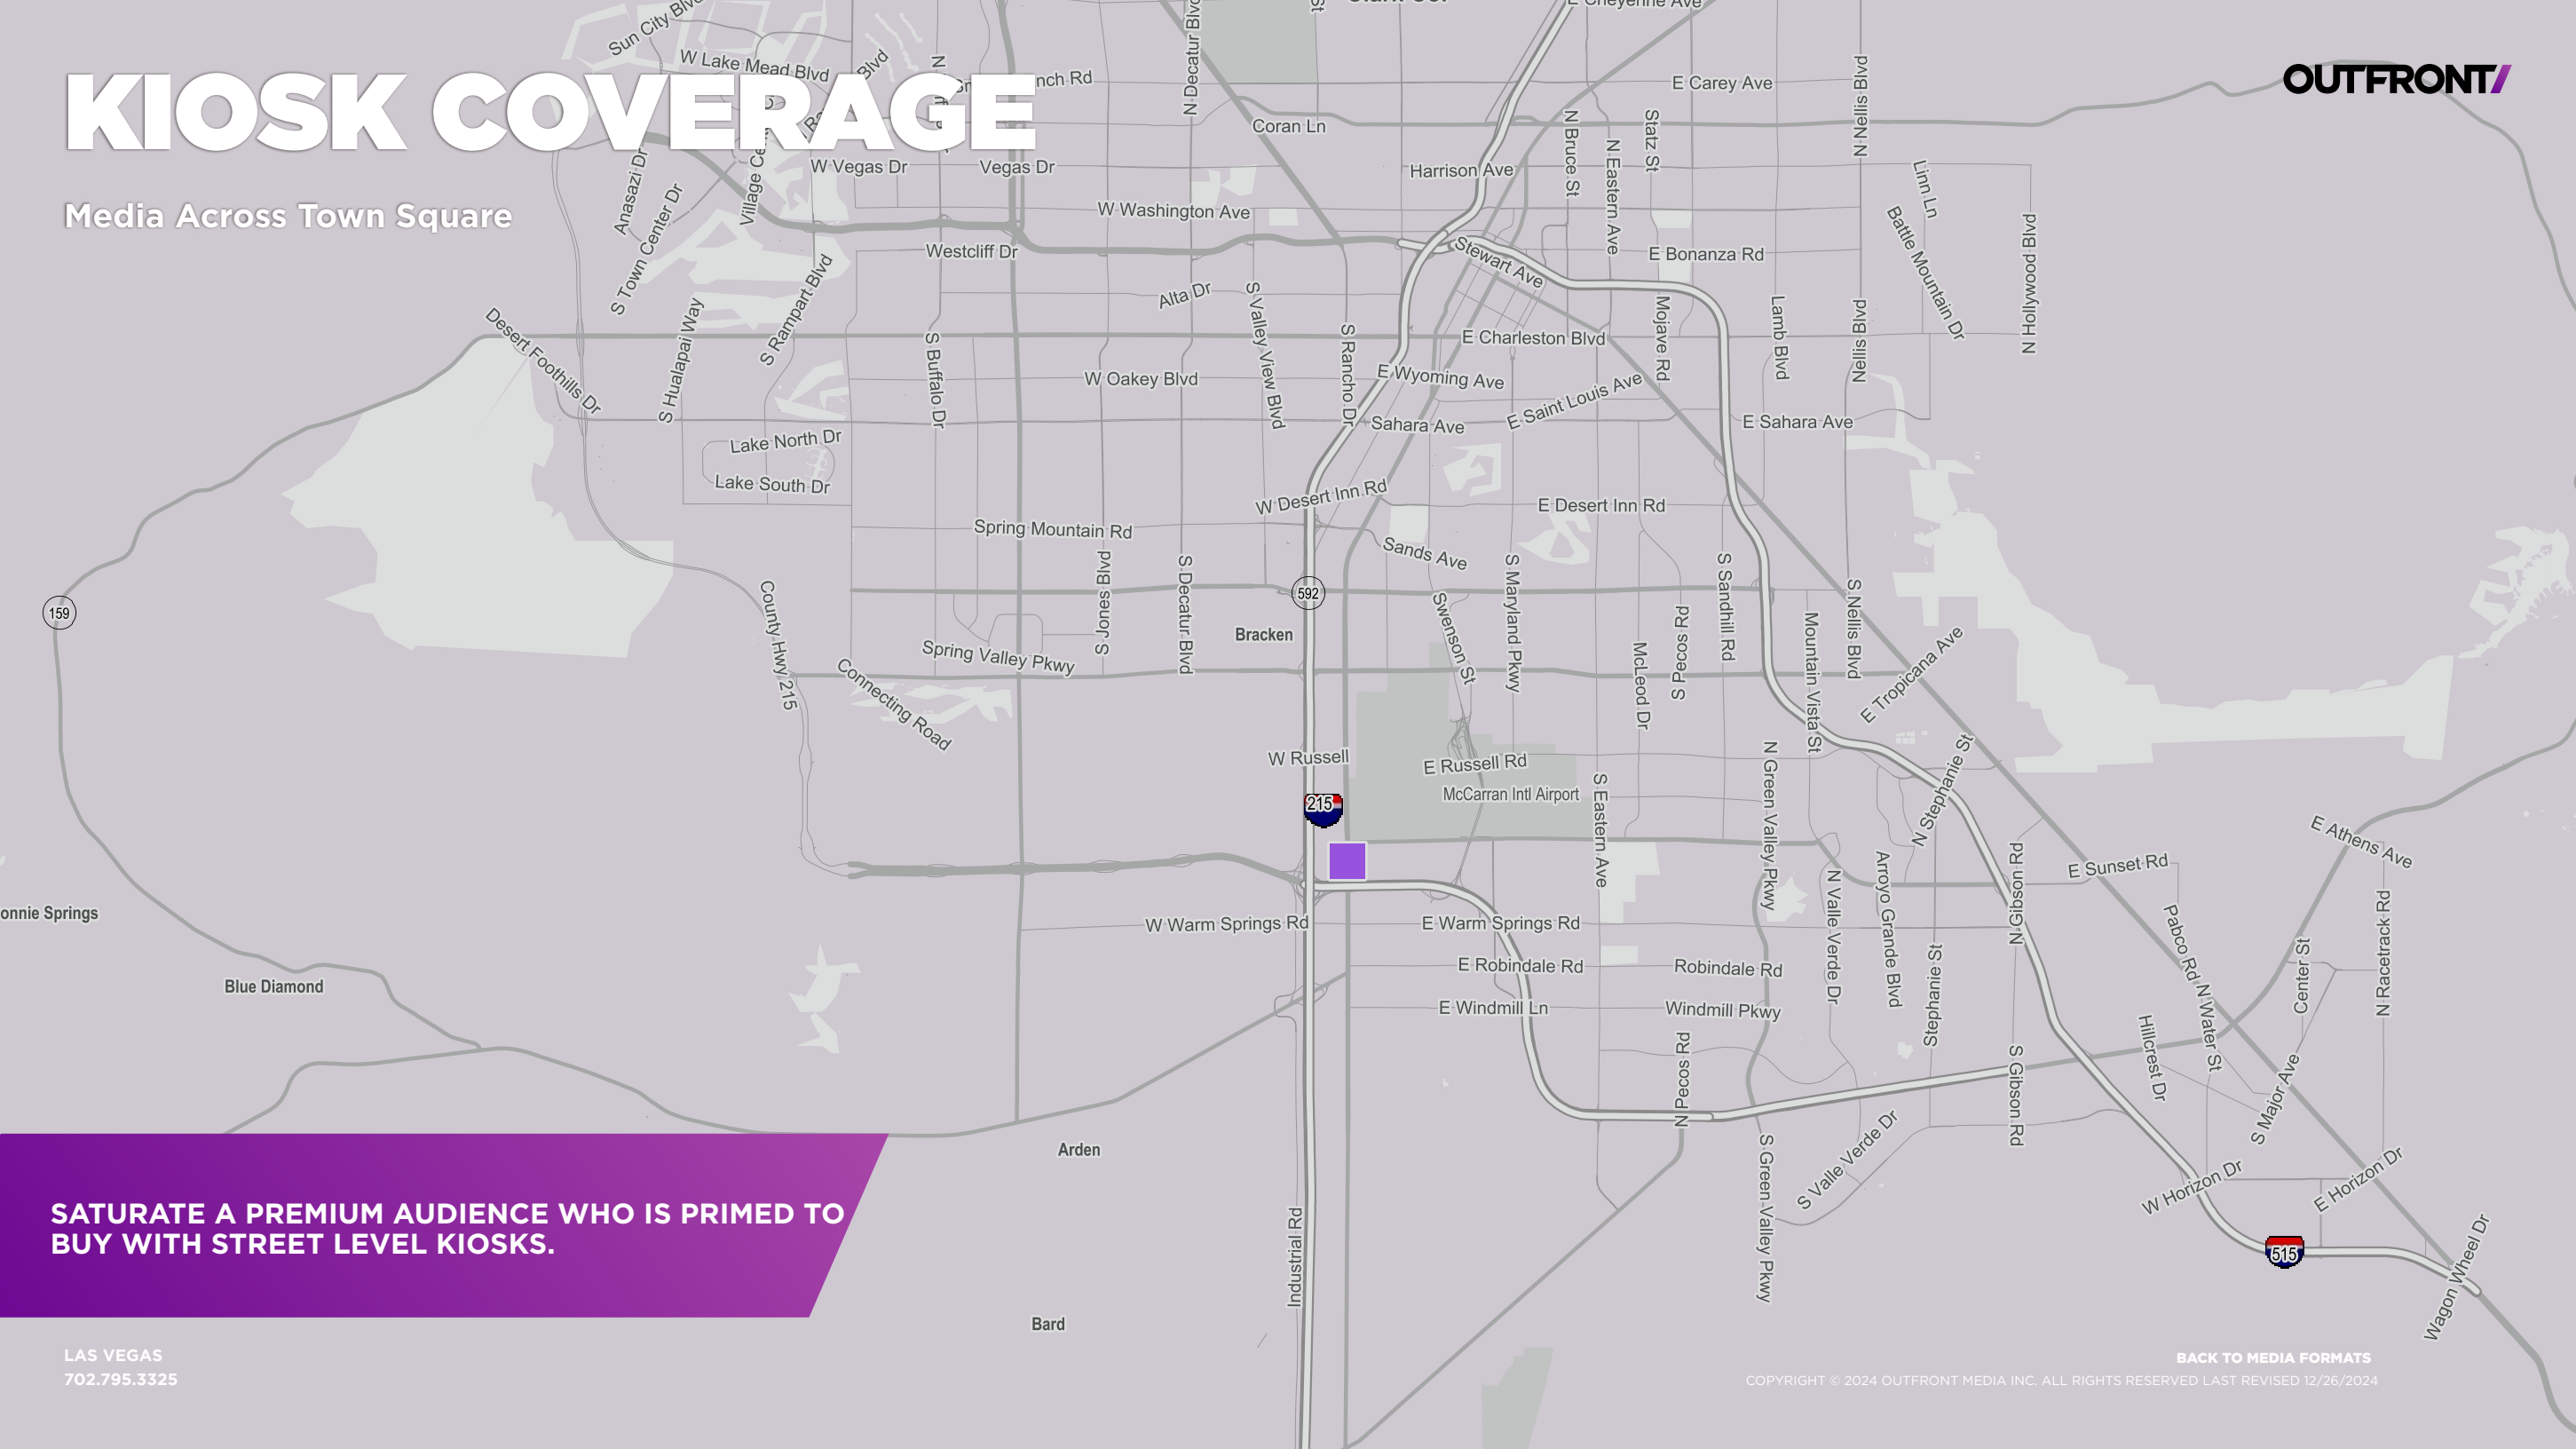 KIOSK COVERAGE
Media Across Town Square
OUTFRONT/
Sun City Blvd
W Lake Mead Blvd
Blvd
N
nch Rd
N Decatur Blvd
St
E Cheyenne Ave
E Carey Ave
N Nellis Blvd
Coran Ln
Harrison Ave
N Bruce St
N Eastern Ave
Statz St
Linn Ln
Battle Mountain Dr
N Hollywood Blvd
Anasazi Dr
S Town Center Dr
W Vegas Dr
Vegas Dr
W Washington Ave
Westcliff Dr
Stewart Ave
E Bonanza Rd
Alta Dr
S Valley View Blvd
S Rancho Dr
Desert Foothills Dr
S Hualapai Way
S Rampart Blvd
S Buffalo Dr
E Charleston Blvd
Mojave Rd
Lamb Blvd
Nellis Blvd
W Oakey Blvd
E Wyoming Ave
E Saint Louis Ave
Sahara Ave
E Sahara Ave
Lake North Dr
Lake South Dr
W Desert Inn Rd
E Desert Inn Rd
Spring Mountain Rd
Sands Ave
S Jones Blvd
S Decatur Blvd
592
159
County Hwy 215
Bracken
Swenson St
S Maryland Pkwy
McLeod Dr
S Pecos Rd
S Sandhill Rd
Mountain Vista St
S Nellis Blvd
E Tropicana Ave
Spring Valley Pkwy
Connecting Road
W Russell
E Russell Rd
McCarran Intl Airport
215
S Eastern Ave
N Green Valley Pkwy
N Stephanie St
E Athens Ave
E Sunset Rd
N Gibson Rd
N Valle Verde Dr
Arroyo Grande Blvd
Stephanie St
Pabco Rd
N Water St
Center St
N Racetrack Rd
onnie Springs
W Warm Springs Rd
E Warm Springs Rd
E Robindale Rd
Robindale Rd
Blue Diamond
E Windmill Ln
Windmill Pkwy
N Pecos Rd
S Gibson Rd
Hillcrest Dr
S Major Ave
Arden
S Green Valley Pkwy
S Valle Verde Dr
W Horizon Dr
E Horizon Dr
Wagon Wheel Dr
515
Industrial Rd
Bard
SATURATE A PREMIUM AUDIENCE WHO IS PRIMED TO
BUY WITH STREET LEVEL KIOSKS.
LAS VEGAS
702.795.3325
BACK TO MEDIA FORMATS
COPYRIGHT © 2024 OUTFRONT MEDIA INC. ALL RIGHTS RESERVED LAST REVISED 12/26/2024